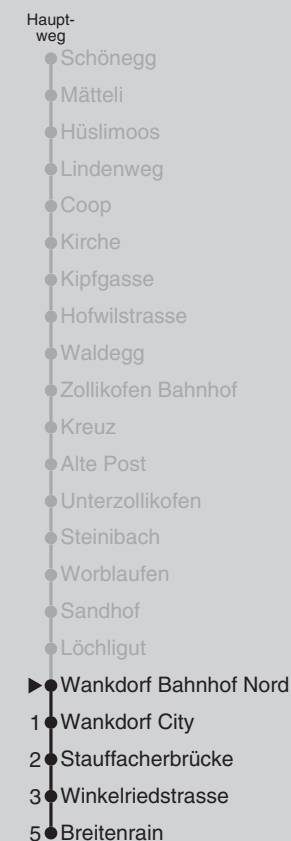 Haupt-
weg
Schönegg
Mätteli
Hüslimoos
Lindenweg
Coop
Kirche
Kipfgasse
Hofwilstrasse
Waldegg
Zollikofen Bahnhof
Kreuz
Alte Post
Unterzollikofen
Steinibach
Worblaufen
Sandhof
Löchligut
Wankdorf Bahnhof Nord
1 Wankdorf City
2 Stauffacherbrücke
3 Winkelriedstrasse
5 Breitenrain